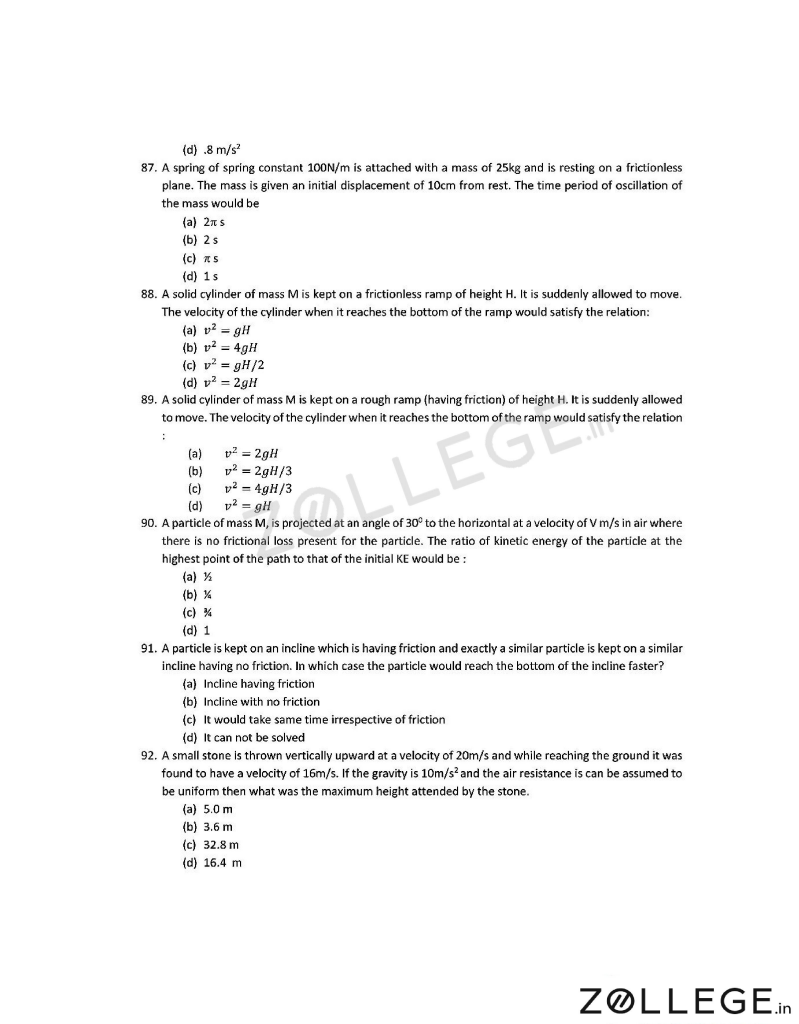 (d) .8 m/s²
87. A spring of spring constant 100N/m is attached with a mass of 25kg and is resting on a frictionless
plane. The mass is given an initial displacement of 10cm from rest. The time period of oscillation of
the mass would be
(a) 2π s
(b) 2 s
(c) π s
(d) 1 s
88. A solid cylinder of mass M is kept on a frictionless ramp of height H. It is suddenly allowed to move.
The velocity of the cylinder when it reaches the bottom of the ramp would satisfy the relation:
(a) v² = gH
(b) v² = 4gH
(c) v² = gH/2
(d) v² = 2gH
89. A solid cylinder of mass M is kept on a rough ramp (having friction) of height H. It is suddenly allowed
to move. The velocity of the cylinder when it reaches the bottom of the ramp would satisfy the relation
:
(a) v² = 2gH
(b) v² = 2gH/3
(c) v² = 4gH/3
(d) v² = gH
90. A particle of mass M, is projected at an angle of 30⁰ to the horizontal at a velocity of V m/s in air where
there is no frictional loss present for the particle. The ratio of kinetic energy of the particle at the
highest point of the path to that of the initial KE would be :
(a) ½
(b) ¼
(c) ¾
(d) 1
91. A particle is kept on an incline which is having friction and exactly a similar particle is kept on a similar
incline having no friction. In which case the particle would reach the bottom of the incline faster?
(a) Incline having friction
(b) Incline with no friction
(c) It would take same time irrespective of friction
(d) It can not be solved
92. A small stone is thrown vertically upward at a velocity of 20m/s and while reaching the ground it was
found to have a velocity of 16m/s. If the gravity is 10m/s² and the air resistance is can be assumed to
be uniform then what was the maximum height attended by the stone.
(a) 5.0 m
(b) 3.6 m
(c) 32.8 m
(d) 16.4 m
ZOLLEGE.in
ZOLLEGE.in